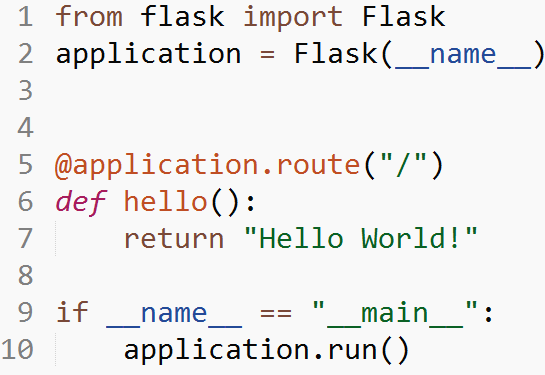 1 from flask import Flask
2 application = Flask(__name__)
3
4
5 @application.route("/")
6 def hello():
7     return "Hello World!"
8
9 if __name__ == "__main__":
10     application.run()